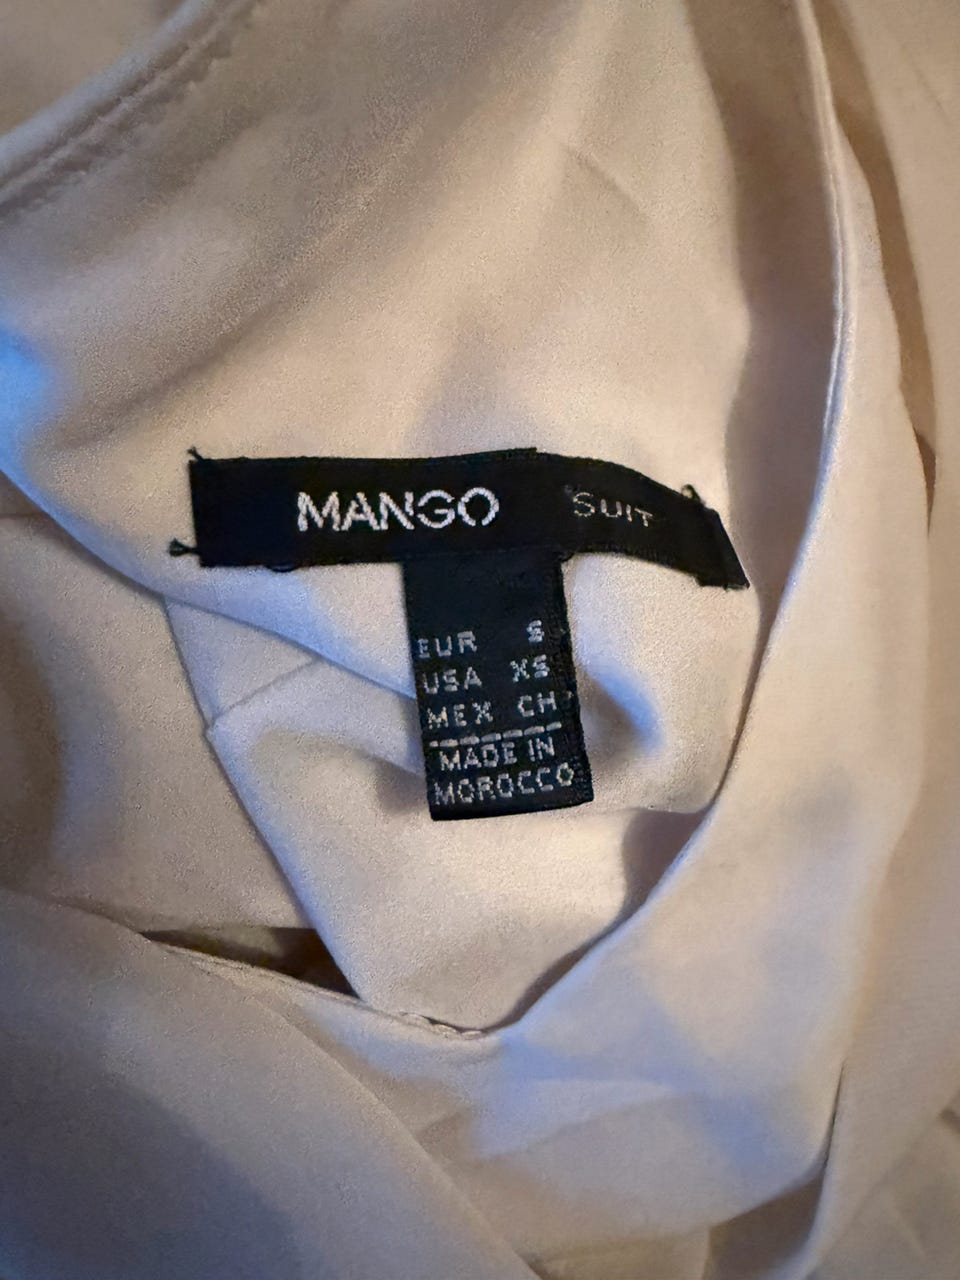 MANGO SUIT
EUR S
USA XS
MEX CH
MADE IN
MOROCCO